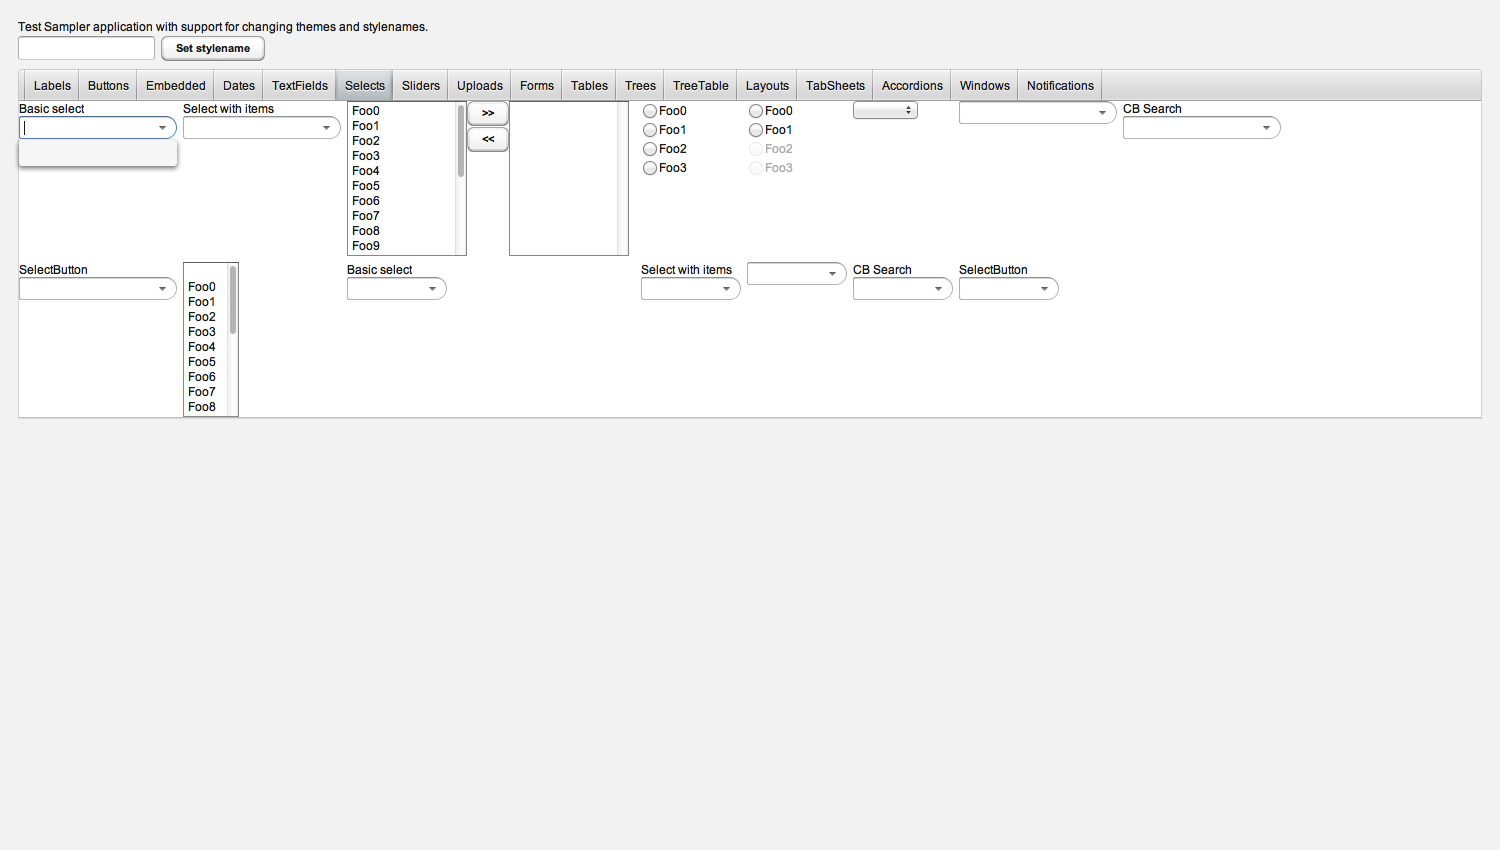 Test Sampler application with support for changing themes and stylenames.
Set stylename
Labels Buttons Embedded Dates TextFields Selects Sliders Uploads Forms Tables Trees TreeTable Layouts TabSheets Accordions Windows Notifications
Basic select
Select with items
Foo0
Foo1
Foo2
Foo3
Foo4
Foo5
Foo6
Foo7
Foo8
Foo9
>>
<<
Foo0
Foo1
Foo2
Foo3
Foo0
Foo1
Foo2
Foo3
CB Search
SelectButton
Foo0
Foo1
Foo2
Foo3
Foo4
Foo5
Foo6
Foo7
Foo8
Basic select
Select with items
CB Search
SelectButton